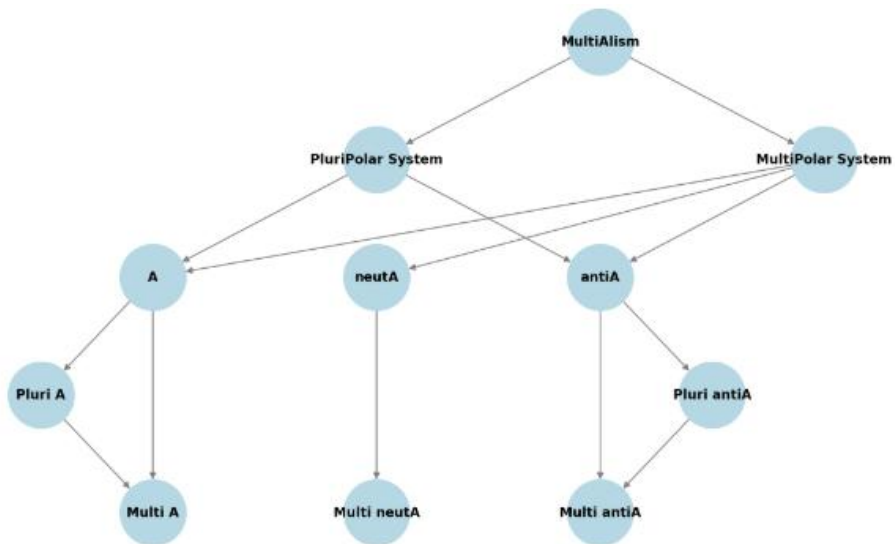 MultiAlism
PluriPolar System
MultiPolar System
A
neutA
antiA
Pluri A
Pluri antiA
Multi A
Multi neutA
Multi antiA